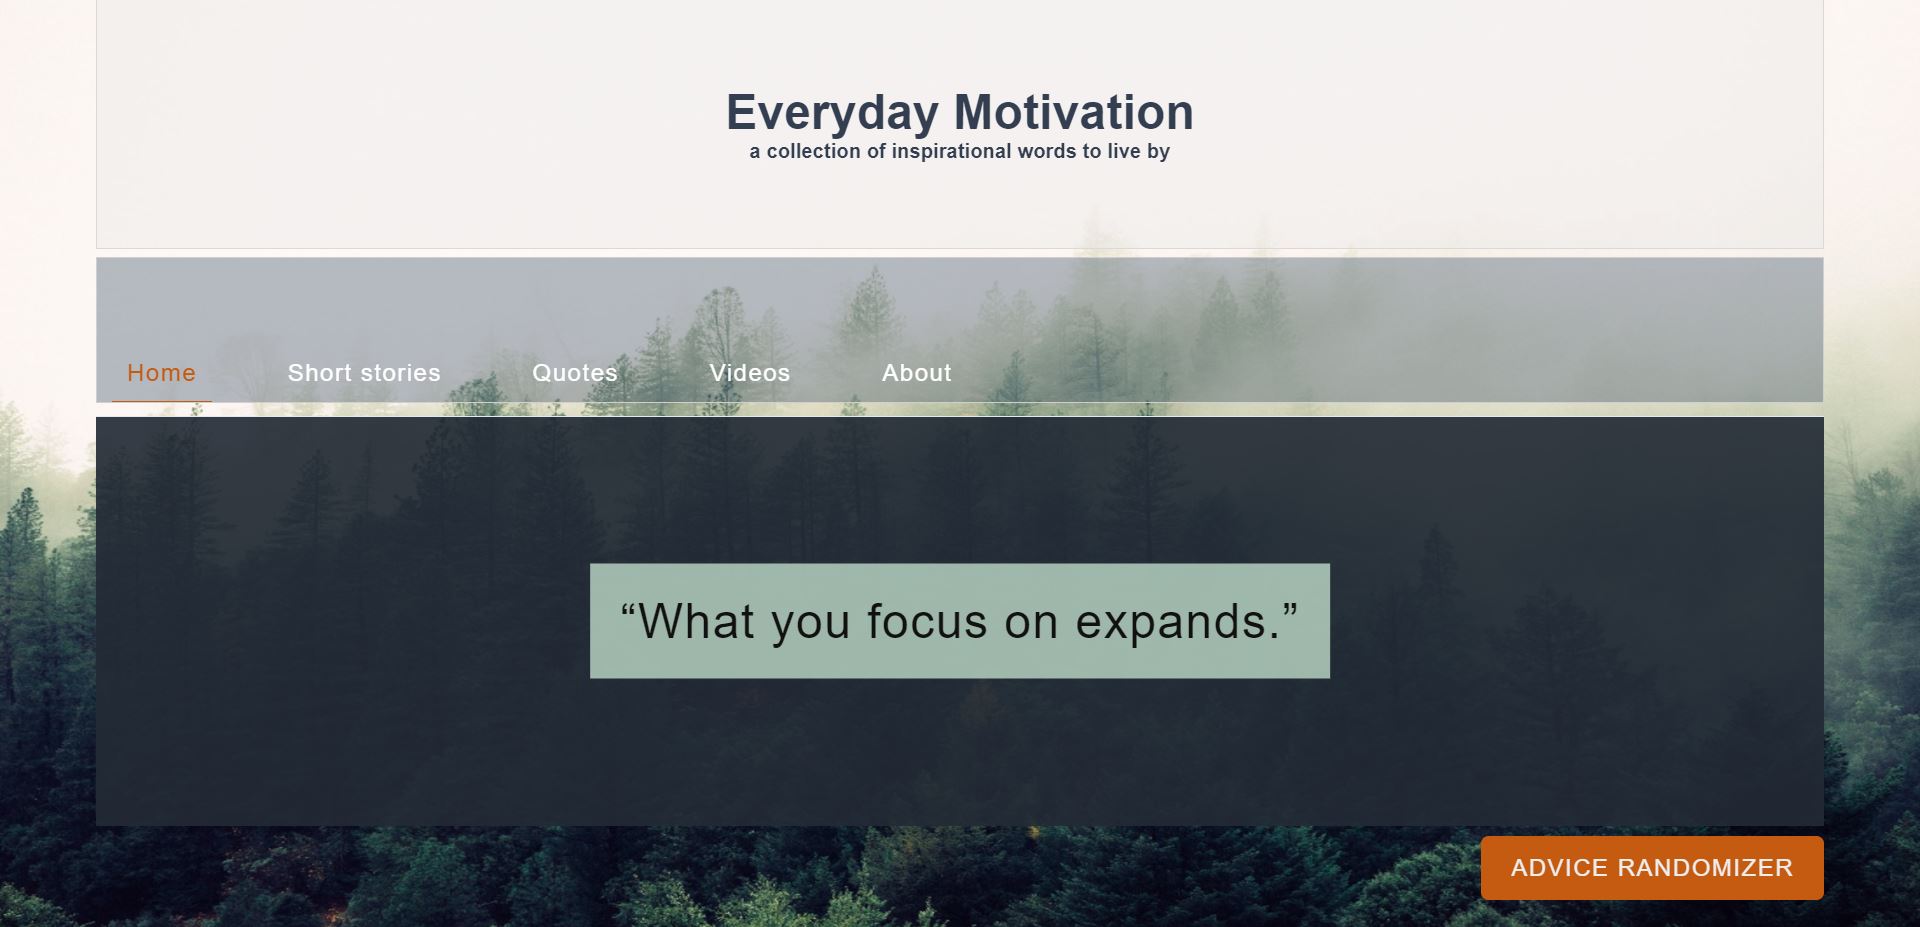 Everyday Motivation
a collection of inspirational words to live by
Home Short stories Quotes Videos About
“What you focus on expands.”
ADVICE RANDOMIZER